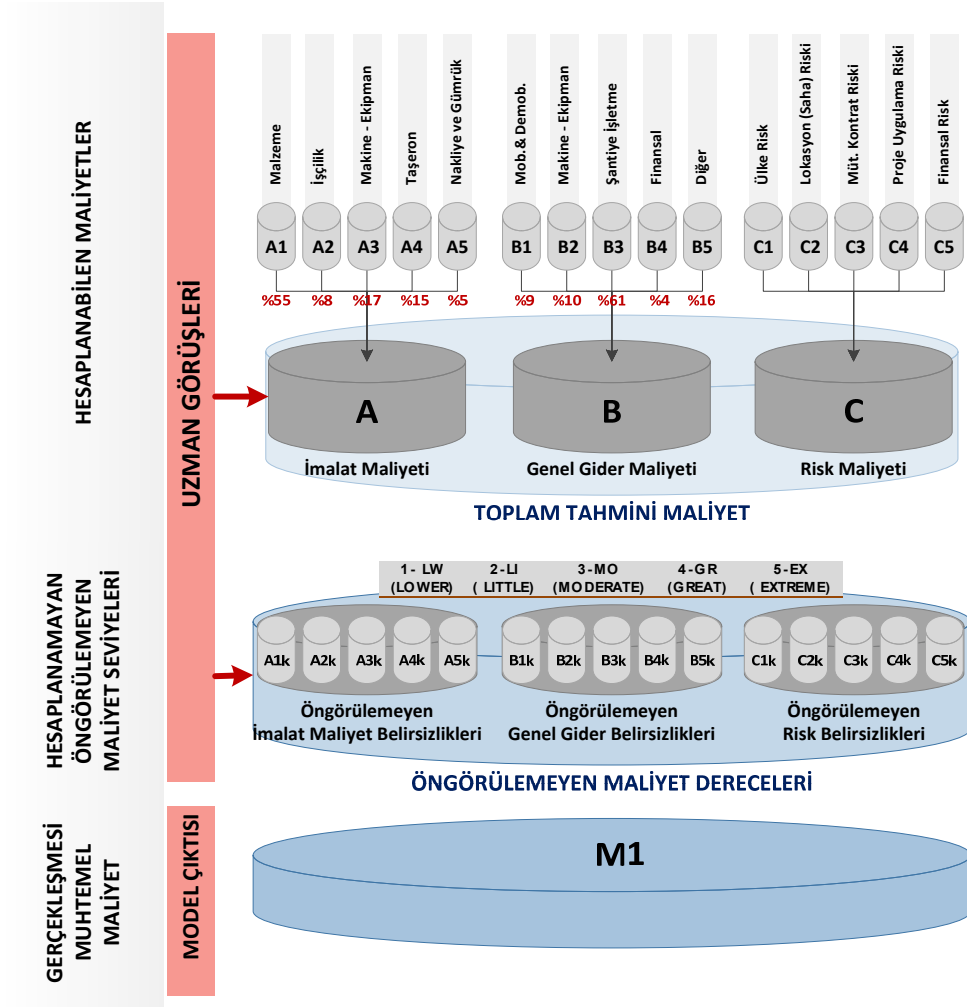 HESAPLANABİLEN MALİYETLER
UZMAN GÖRÜŞLERİ
Malzeme
İşçilik
Makine - Ekipman
Taşeron
Nakliye ve Gümrük
Mob.& Demob.
Makine - Ekipman
Şantiye İşletme
Finansal
Diğer
Ülke Risk
Lokasyon (Saha) Riski
Müt. Kontrat Riski
Proje Uygulama Riski
Finansal Risk
A1 A2 A3 A4 A5 B1 B2 B3 B4 B5 C1 C2 C3 C4 C5
%55 %8 %17 %15 %5 %9 %10 %61 %4 %16
A B C
İmalat Maliyeti Genel Gider Maliyeti Risk Maliyeti
TOPLAM TAHMİNİ MALİYET
HESAPLANAMAYAN
ÖNGÖRÜLEMEYEN
MALİYET SEVİYELERİ
1 - LW 2-LI 3-MO 4-GR 5-EX
(LOWER) ( LITTLE) (MODERATE) (GREAT) ( EXTREME)
A1k A2k A3k A4k A5k B1k B2k B3k B4k B5k C1k C2k C3k C4k C5k
Öngörülemeyen Öngörülemeyen Öngörülemeyen
İmalat Maliyet Belirsizlikleri Genel Gider Belirsizlikleri Risk Belirsizlikleri
ÖNGÖRÜLEMEYEN MALİYET DERECELERİ
GERÇEKLEŞMESİ
MUHTEMEL
MALİYET
MODEL ÇIKTISI
M1